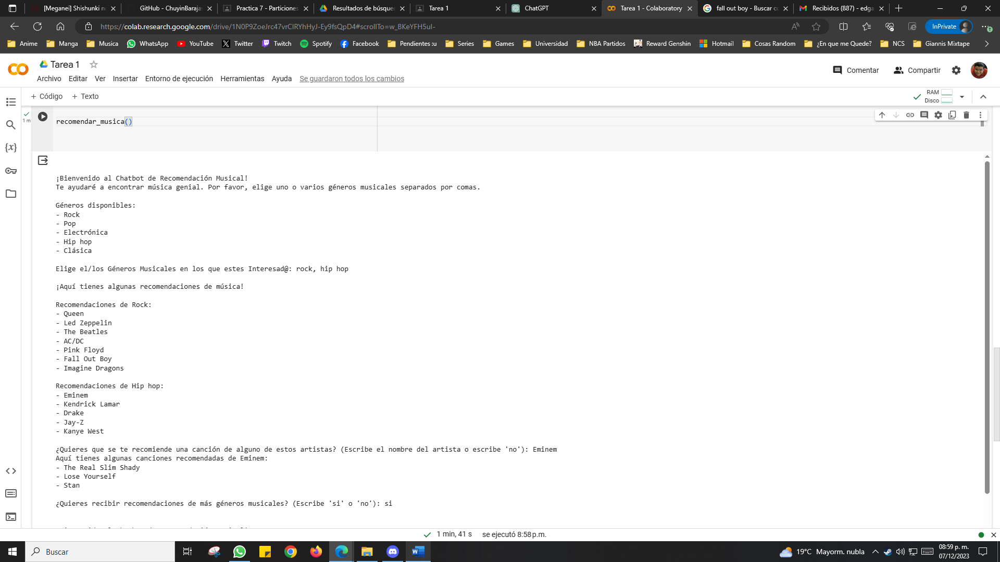 [Meganei] Shishunki no
GitHub - ChuyinBaraja
Practica 7 - Particiones
Resultados de búsqued
Tarea 1
ChatGPT
Tarea 1 - Colaboratory
fall out boy - Buscar co
Recibidos (887) - edga
https://colab.research.google.com/drive/1N0P9ZoeJrc47vrClRYhHyJ-Ey9fsQpD4#scrollTo=w_BKeYFH5uI-
InPrivate
Anime
Manga
Musica
WhatsApp
YouTube
Twitter
Twitch
Spotify
Facebook
Pendientes :u
Series
Games
Universidad
NBA Partidos
Reward Genshin
Hotmail
Cosas Random
¿En que me Quede?
NCS
Giannis Mixtape
Tarea 1
Comentar
Compartir
Archivo Editar Ver Insertar Entorno de ejecución Herramientas Ayuda Se guardaron todos los cambios
+ Código + Texto
RAM
Disco
1 m
recomendar_musica()
{x}
¡Bienvenido al Chatbot de Recomendación Musical!
Te ayudaré a encontrar música genial. Por favor, elige uno o varios géneros musicales separados por comas.
Géneros disponibles:
- Rock
- Pop
- Electrónica
- Hip hop
- Clásica
Elige el/los Géneros Musicales en los que estes Interesad@: rock, hip hop
¡Aquí tienes algunas recomendaciones de música!
Recomendaciones de Rock:
- Queen
- Led Zeppelin
- The Beatles
- AC/DC
- Pink Floyd
- Fall Out Boy
- Imagine Dragons
Recomendaciones de Hip hop:
- Eminem
- Kendrick Lamar
- Drake
- Jay-Z
- Kanye West
¿Quieres que se te recomiende una canción de alguno de estos artistas? (Escribe el nombre del artista o escribe 'no'): Eminem
Aquí tienes algunas canciones recomendadas de Eminem:
- The Real Slim Shady
- Lose Yourself
- Stan
¿Quieres recibir recomendaciones de más géneros musicales? (Escribe 'si' o 'no'): si
1 min, 41 s se ejecutó 8:58 p.m.
Buscar
19°C Mayorm. nubla
08:59 p. m.
07/12/2023